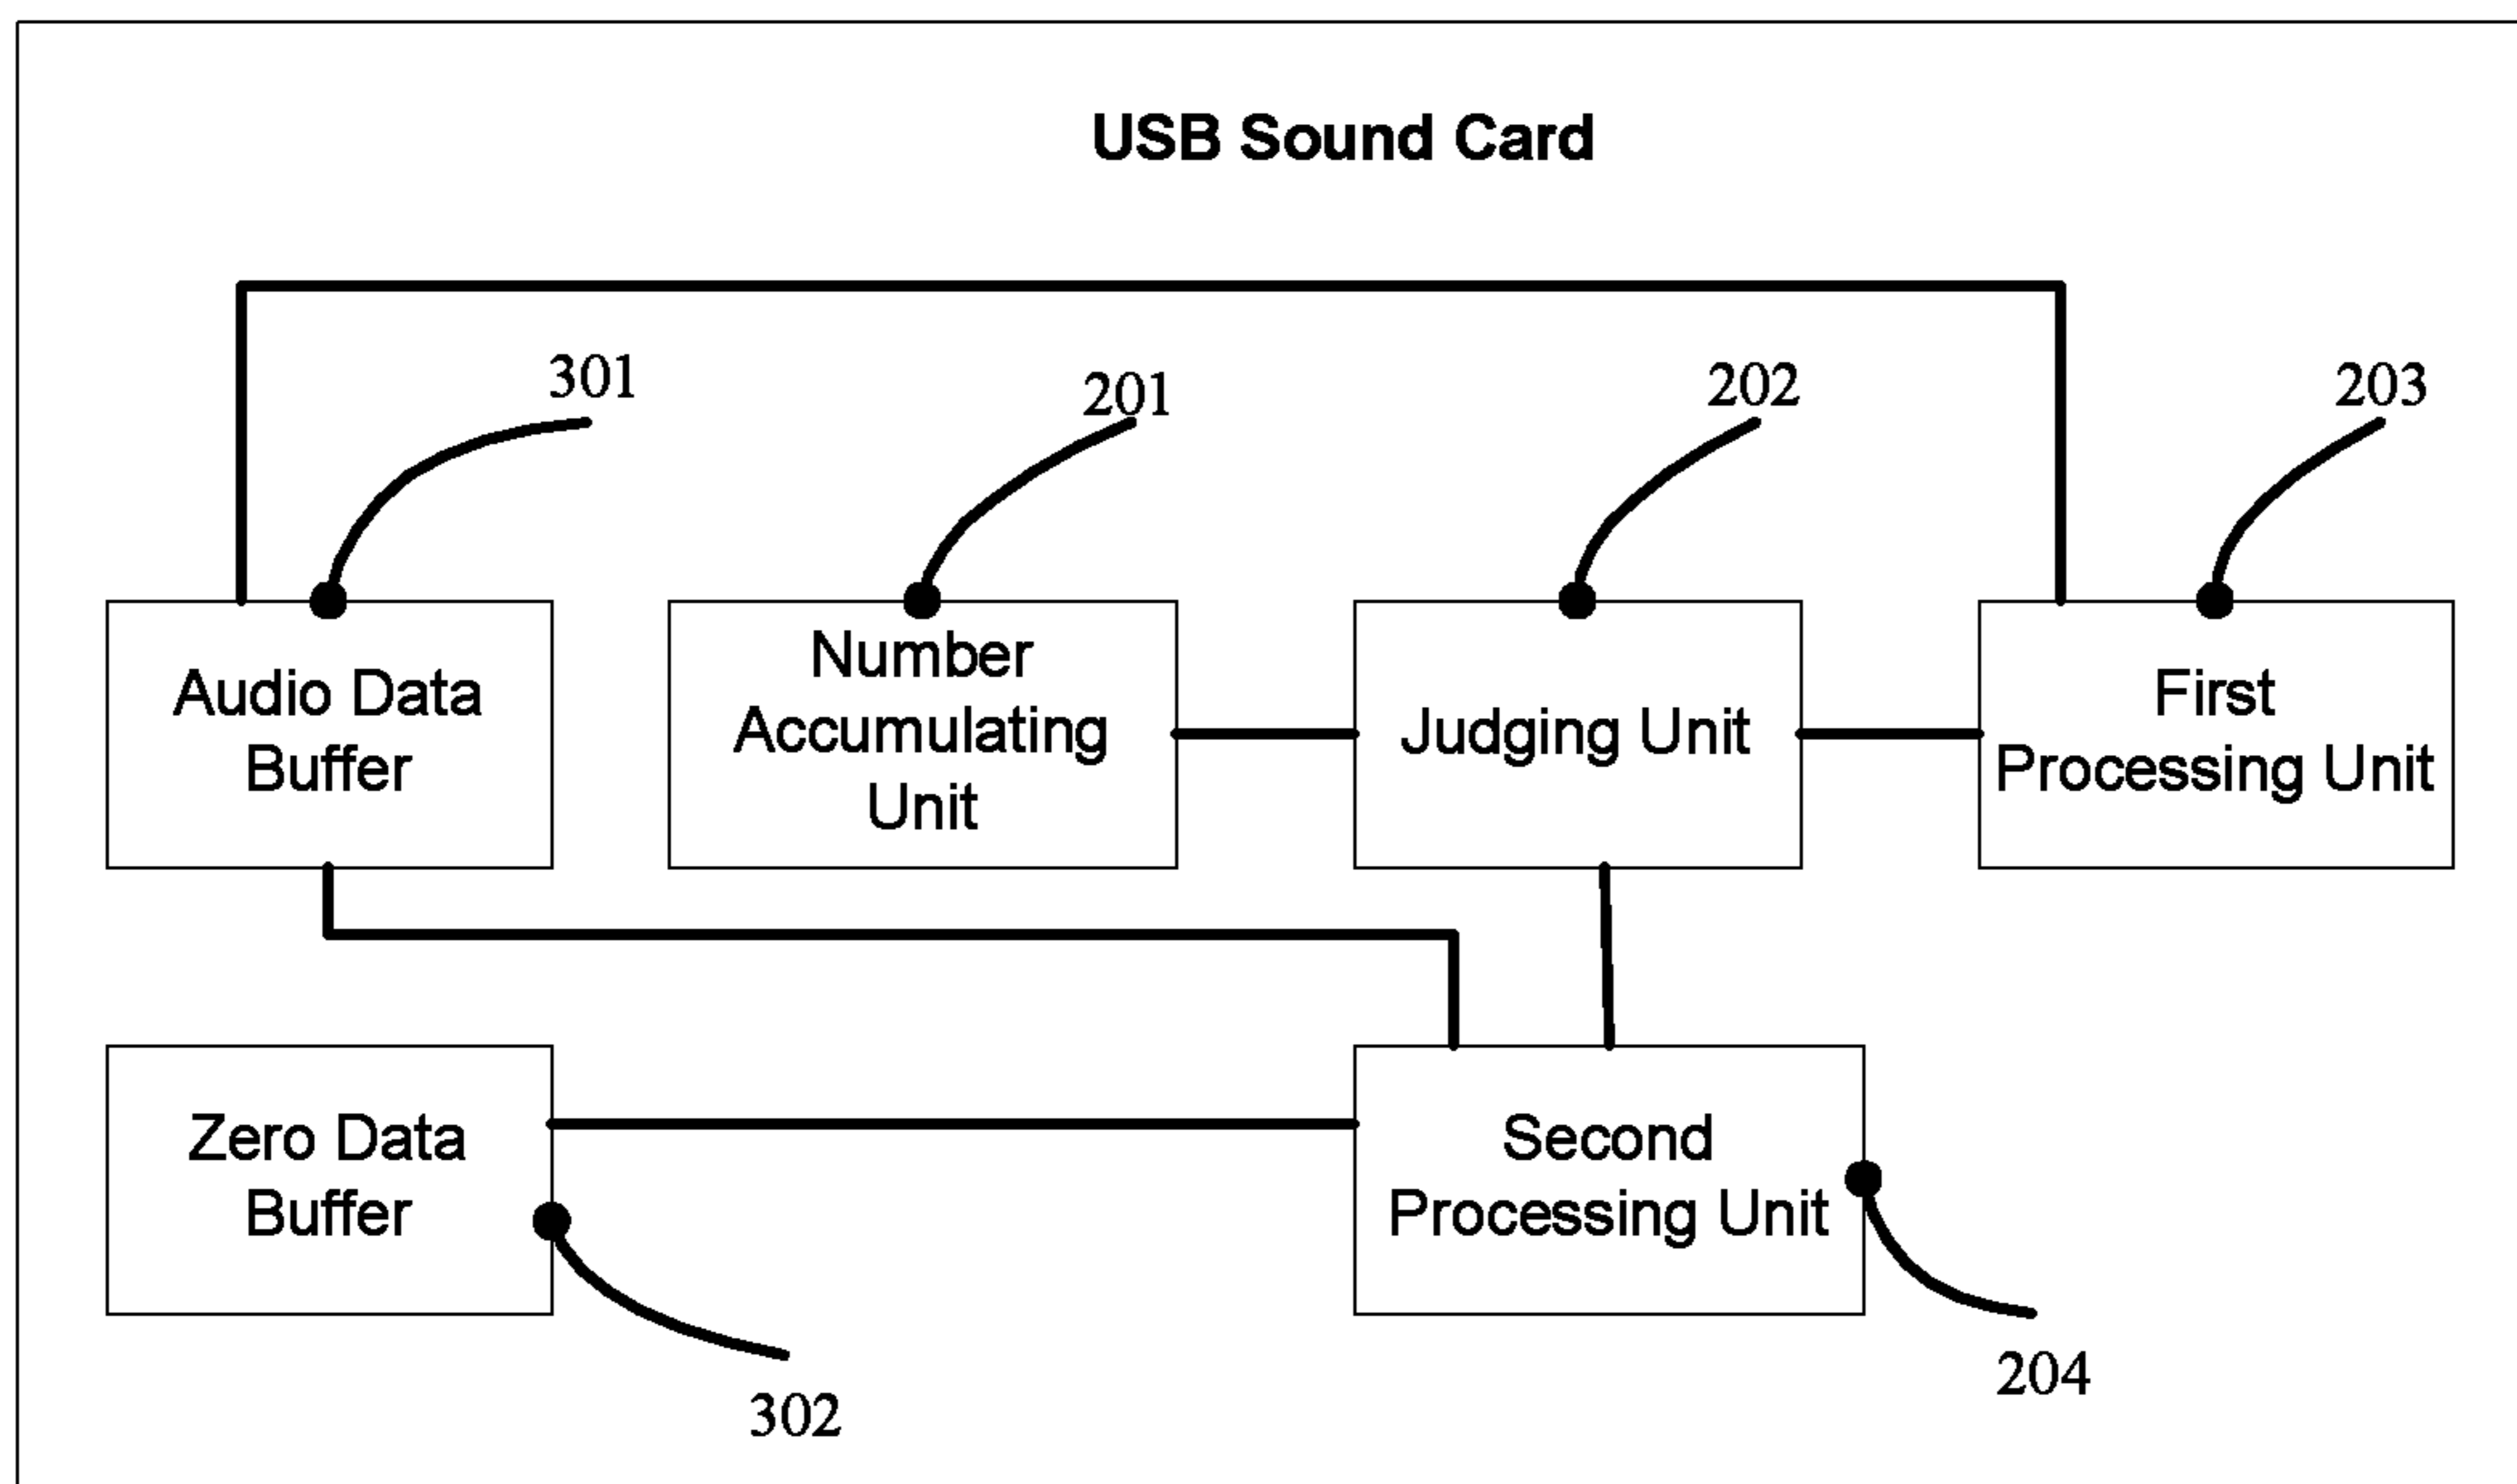 USB Sound Card
301
201
202
203
Audio Data
Buffer
Number
Accumulating
Unit
Judging Unit
First
Processing Unit
Zero Data
Buffer
Second
Processing Unit
302
204